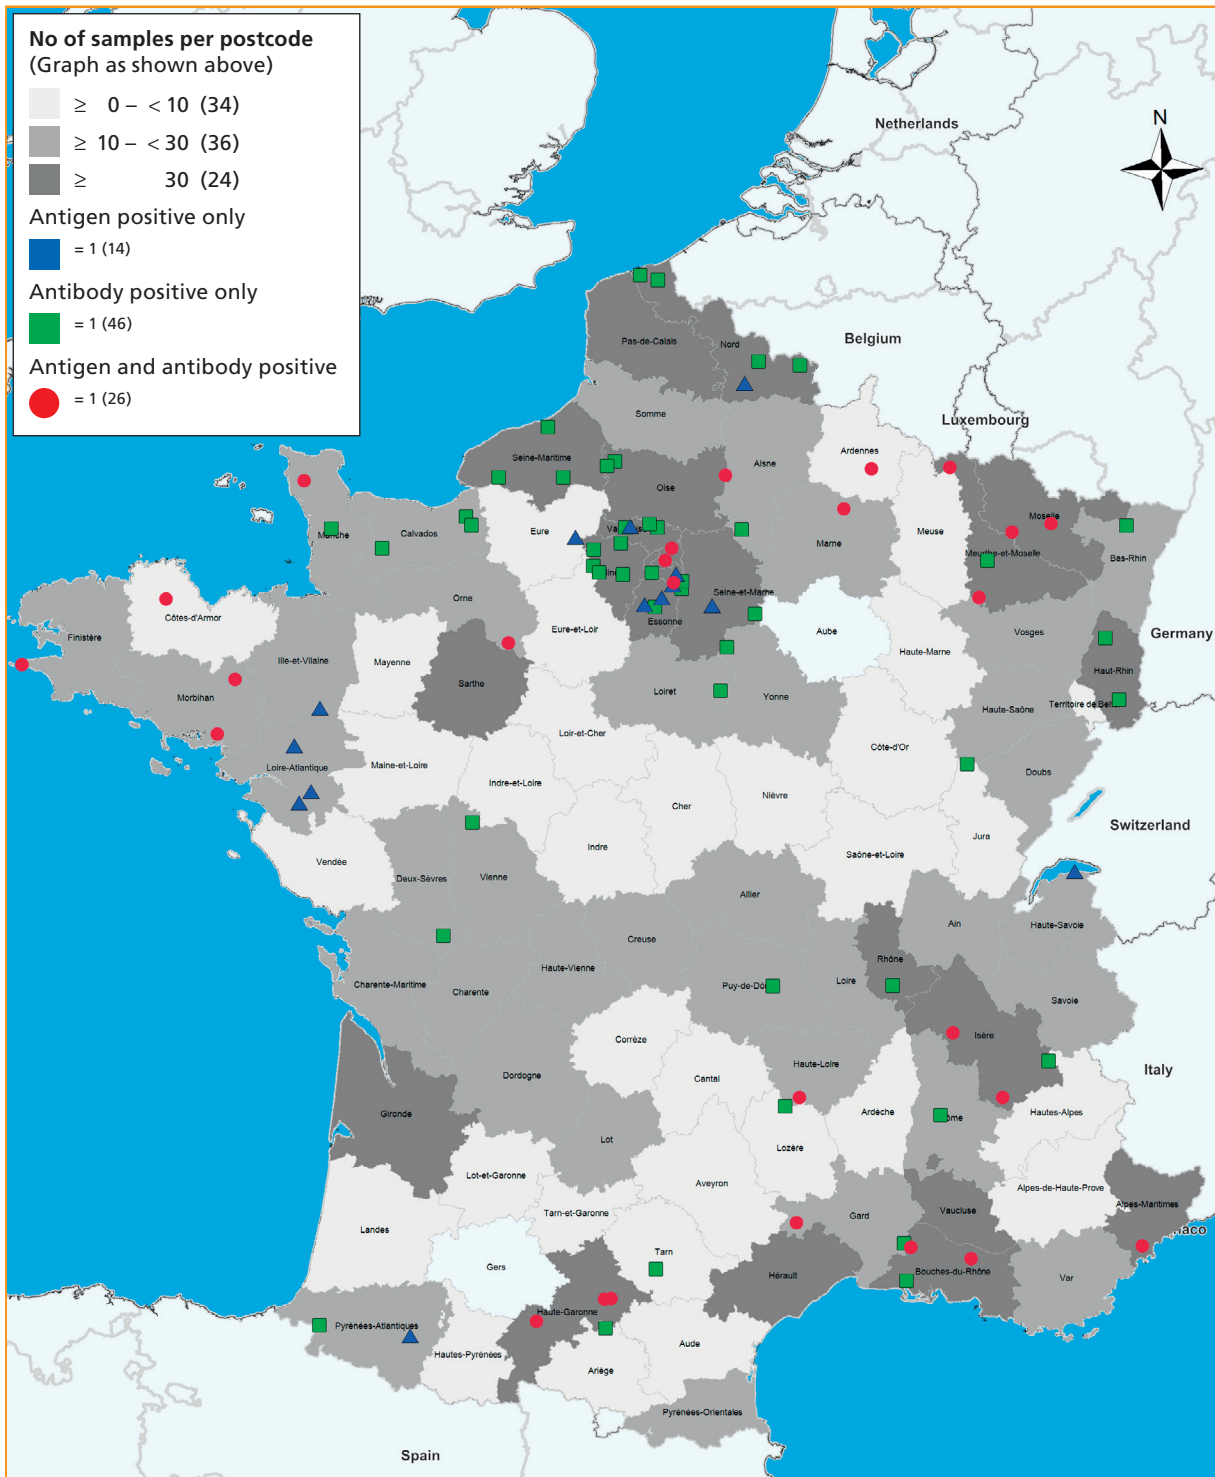 No of samples per postcode
(Graph as shown above)
≥ 0 – < 10 (34)
≥ 10 – < 30 (36)
≥ 30 (24)
Antigen positive only
= 1 (14)
Antibody positive only
= 1 (46)
Antigen and antibody positive
= 1 (26)
N
Netherlands
Belgium
Luxembourg
Germany
Switzerland
Italy
Spain
Pas-de-Calais
Nord
Somme
Seine-Maritime
Oise
Aisne
Ardennes
Manche
Calvados
Eure
Marne
Meuse
Moselle
Meurthe-et-Moselle
Bas-Rhin
Orne
Essonne
Seine-et-Marne
Côtes-d'Armor
Finistère
Ille-et-Vilaine
Mayenne
Eure-et-Loir
Aube
Haute-Marne
Vosges
Haut-Rhin
Morbihan
Sarthe
Loiret
Yonne
Haute-Saône
Territoire de Belf
Loire-Atlantique
Maine-et-Loire
Loir-et-Cher
Indre-et-Loire
Côte-d'Or
Doubs
Cher
Nièvre
Jura
Vendée
Indre
Saône-et-Loire
Deux-Sèvres
Vienne
Allier
Creuse
Ain
Haute-Savoie
Haute-Vienne
Charente-Maritime
Charente
Puy-de-Dô
Loire
Rhône
Savoie
Isère
Corrèze
Dordogne
Cantal
Haute-Loire
Ardèche
Hautes-Alpes
Gironde
Lot
Lozère
ôme
Lot-et-Garonne
Aveyron
Alpes-de-Haute-Prove
Alpes-Maritimes
Landes
Tarn-et-Garonne
Gard
Vaucluse
aco
Gers
Tarn
Hérault
Bouches-du-Rhône
Var
Haute-Garonne
Pyrénées-Atlantiques
Hautes-Pyrénées
Ariège
Aude
Pyrénées-Orientales